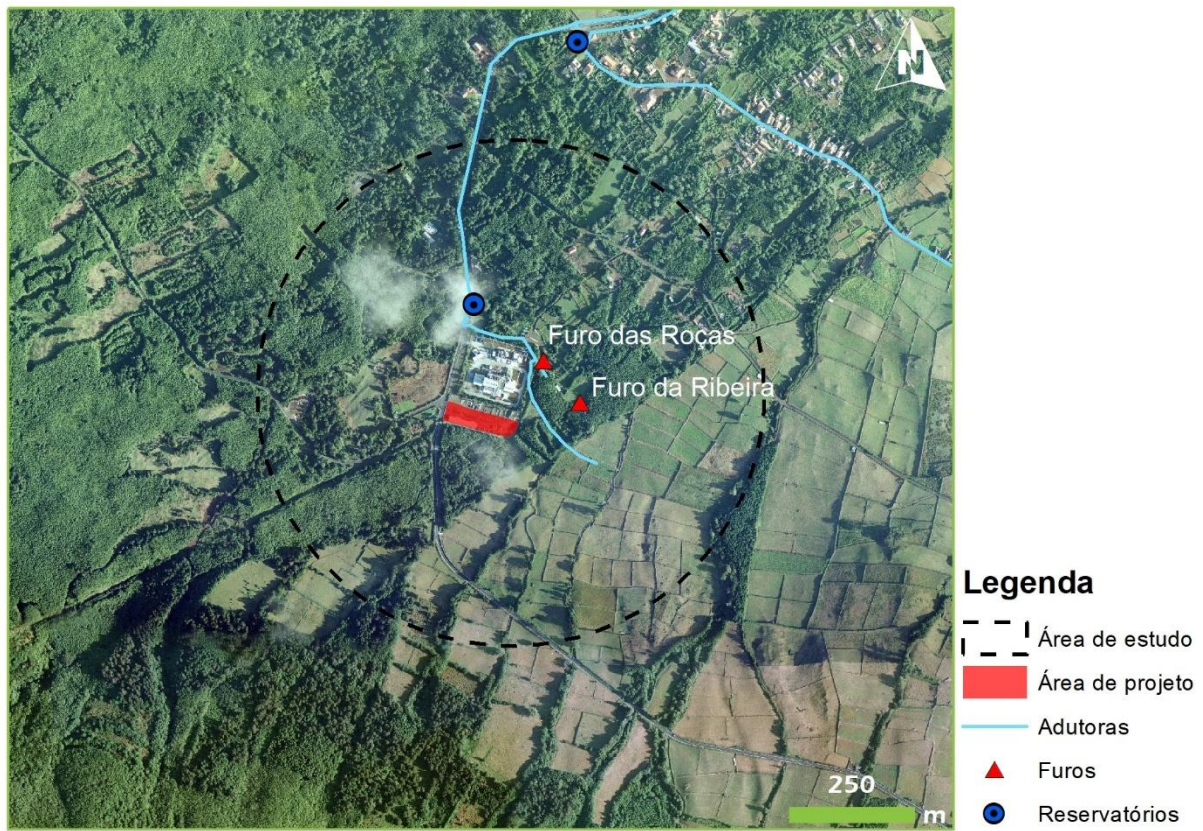 N
Furo das Roças
Furo da Ribeira
250
m
Legenda
Área de estudo
Área de projeto
Adutoras
Furos
Reservatórios